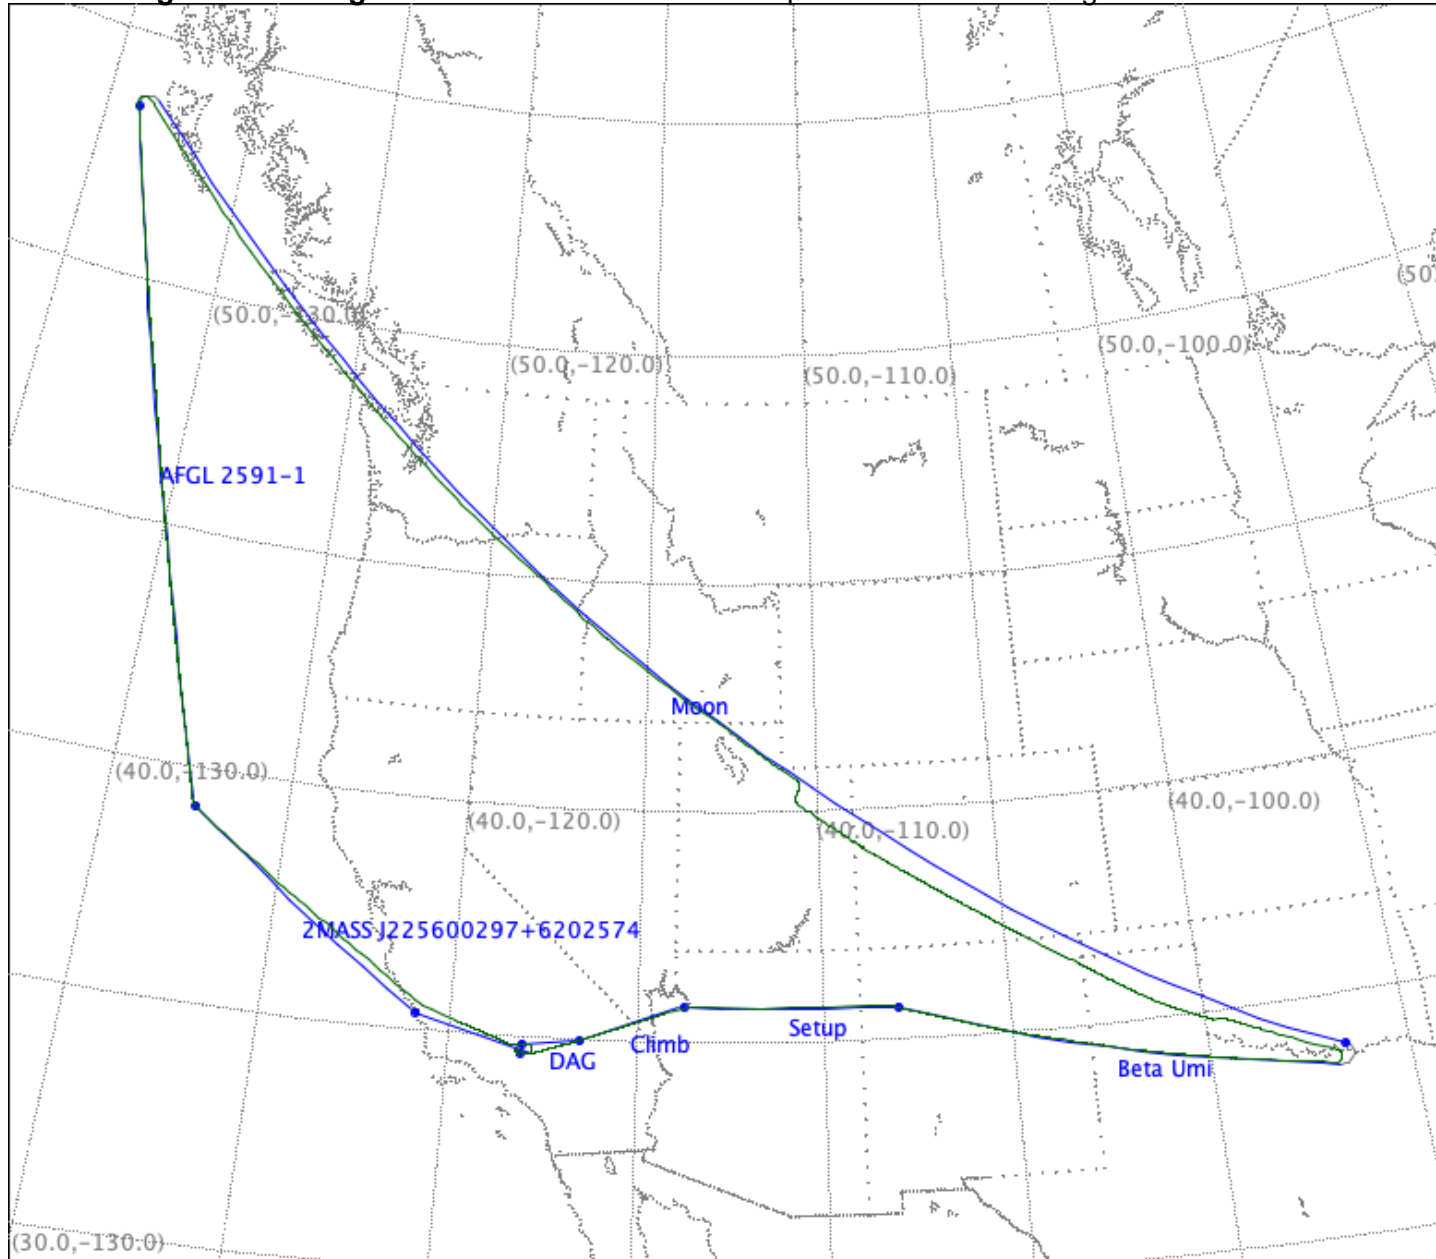 (50.0,-130.0)
(50.
(50.0,-120.0)
(50.0,-110.0)
(50.0,-100.0)
AFGL 2591-1
Moon
(40.0,-130.0)
(40.0,-120.0)
(40.0,-110.0)
(40.0,-100.0)
2MASS J225600297+6202574
DAG
Climb
Setup
Beta Umi
(30.0,-130.0)